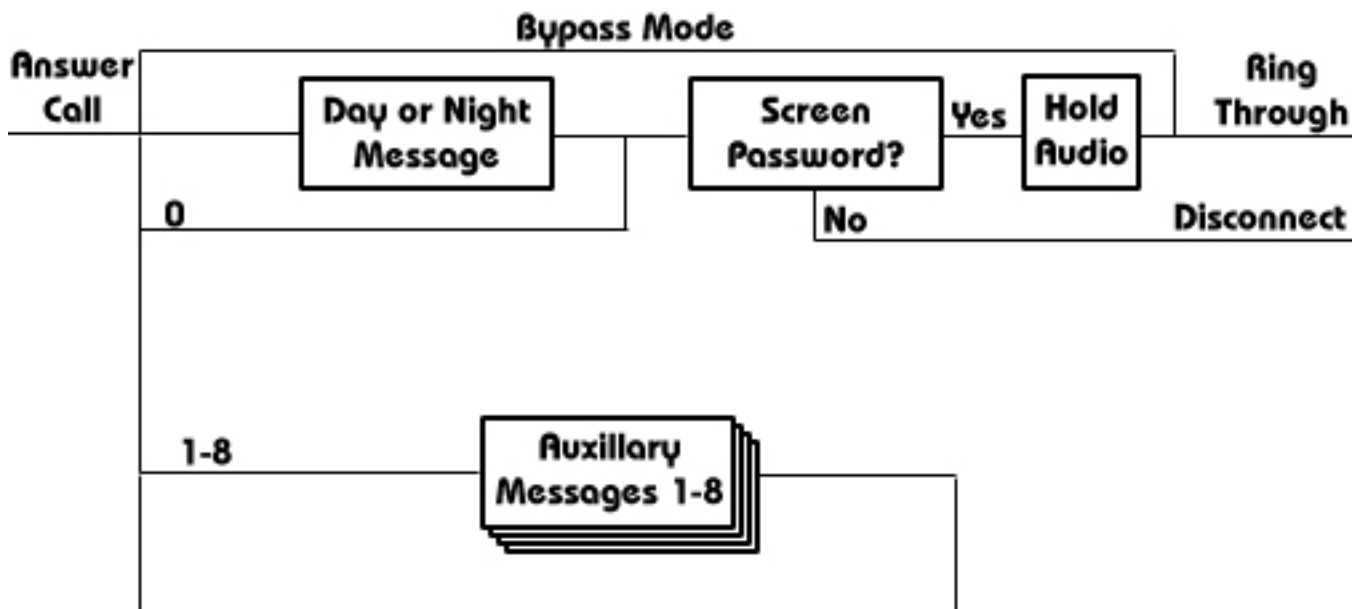 Bypass Mode
Answer
Call
Day or Night
Message
Screen
Password?
Yes
Hold
Audio
Ring
Through
0
No
Disconnect
1-8
Auxillary
Messages 1-8